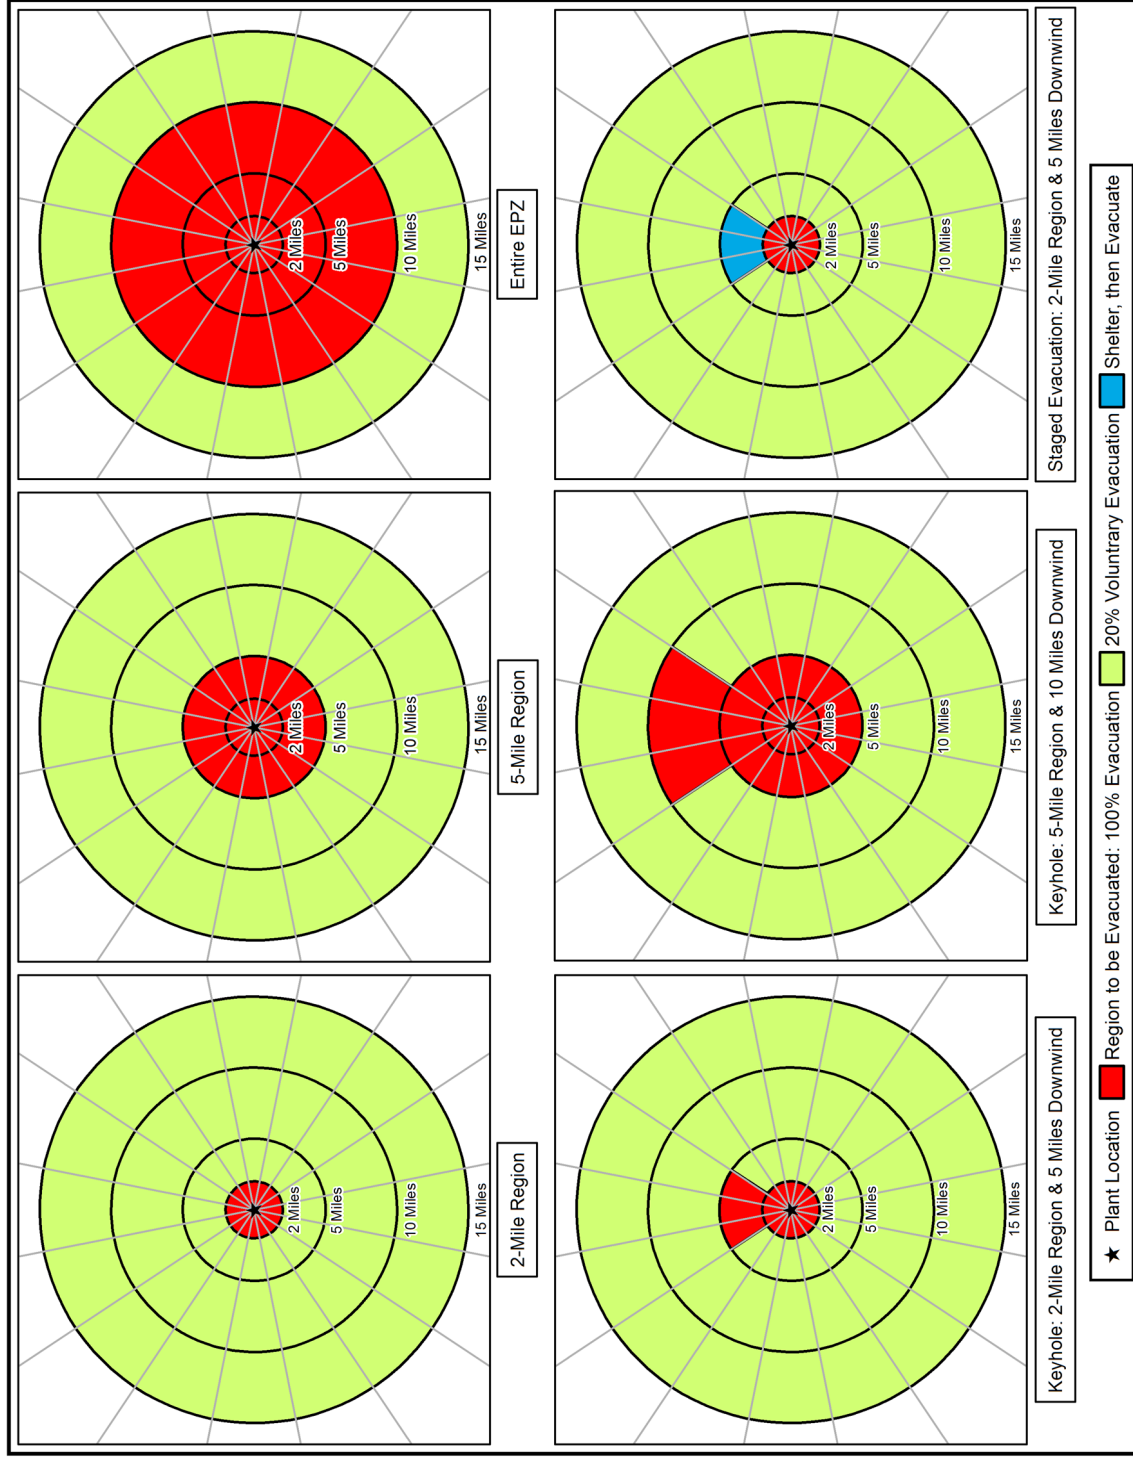 2 Miles
5 Miles
10 Miles
15 Miles
2-Mile Region
2 Miles
5 Miles
10 Miles
15 Miles
5-Mile Region
2 Miles
5 Miles
10 Miles
15 Miles
Entire EPZ
2 Miles
5 Miles
10 Miles
15 Miles
Keyhole: 2-Mile Region & 5 Miles Downwind
2 Miles
5 Miles
10 Miles
15 Miles
Keyhole: 5-Mile Region & 10 Miles Downwind
2 Miles
5 Miles
10 Miles
15 Miles
Staged Evacuation: 2-Mile Region & 5 Miles Downwind
Plant Location Region to be Evacuated: 100% Evacuation 20% Voluntrary Evacuation Shelter, then Evacuate